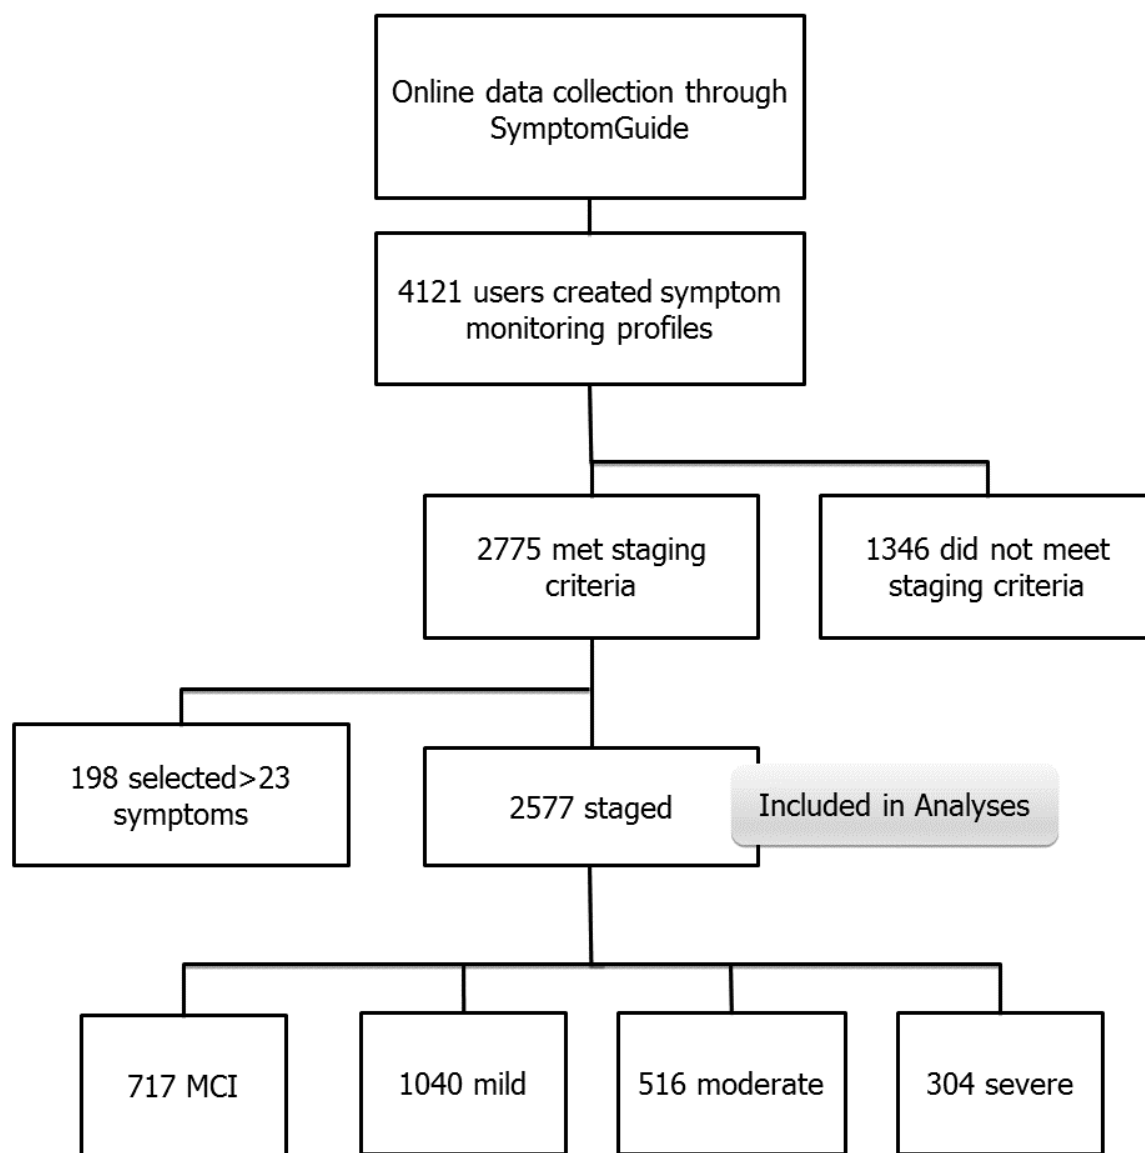 Online data collection through
SymptomGuide
4121 users created symptom
monitoring profiles
2775 met staging
criteria
1346 did not meet
staging criteria
198 selected>23
symptoms
2577 staged
Included in Analyses
717 MCI
1040 mild
516 moderate
304 severe